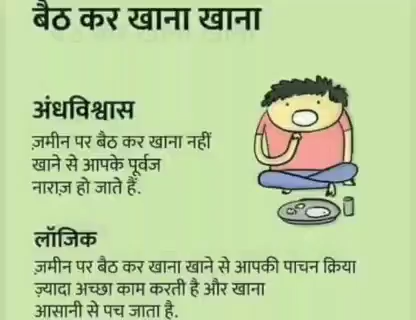 बैठ कर खाना खाना
अंधविश्वास
ज़मीन पर बैठ कर खाना नहीं
खाने से आपके पूर्वज
नाराज़ हो जाते हैं.
लॉजिक
ज़मीन पर बैठ कर खाना खाने से आपकी पाचन क्रिया
ज़्यादा अच्छा काम करती है और खाना
आसानी से पच जाता है.